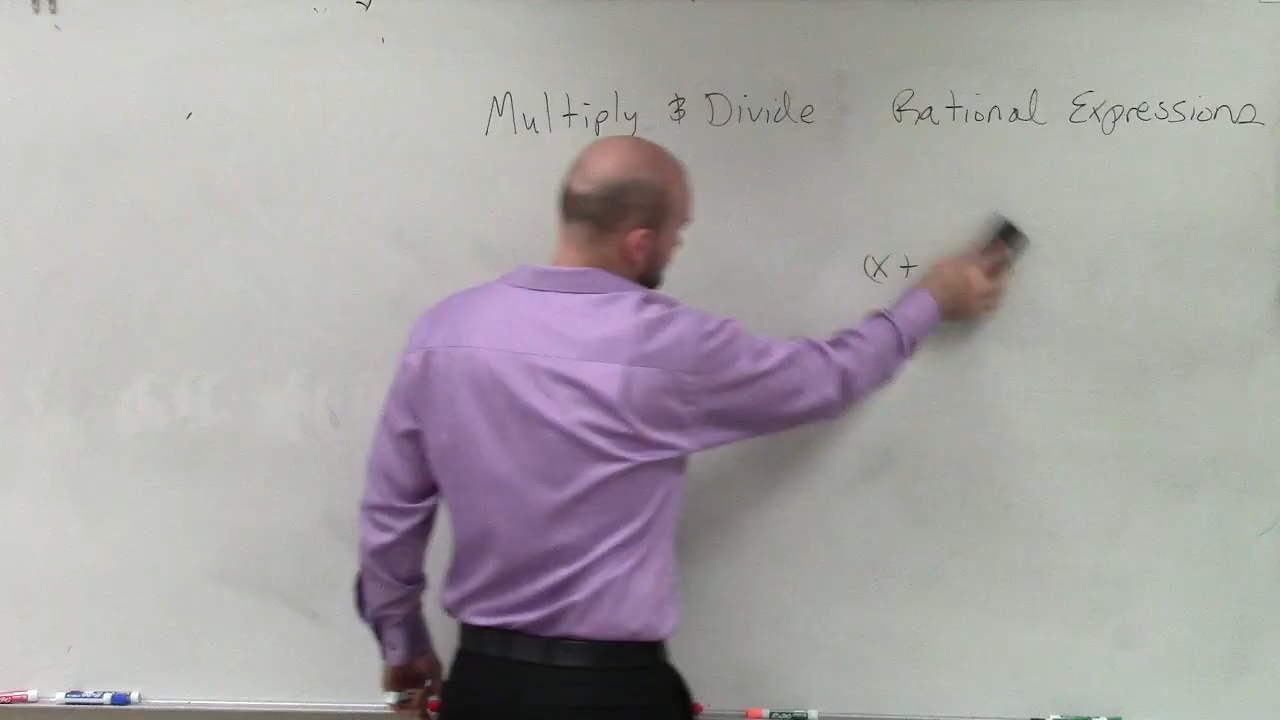 Multiply & Divide Rational Expressions
(x +